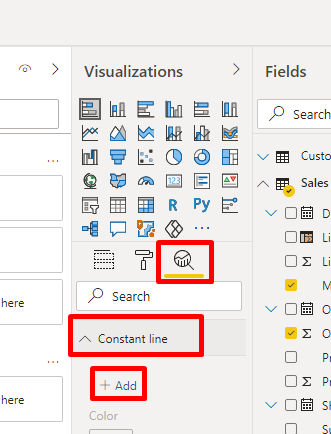 Visualizations
Fields
Search
Custo
Sales
D
Li
Li
M
O
O
Pr
Pr
Sh
Su
123
R
Py
Search
Constant line
+ Add
Color
here
here